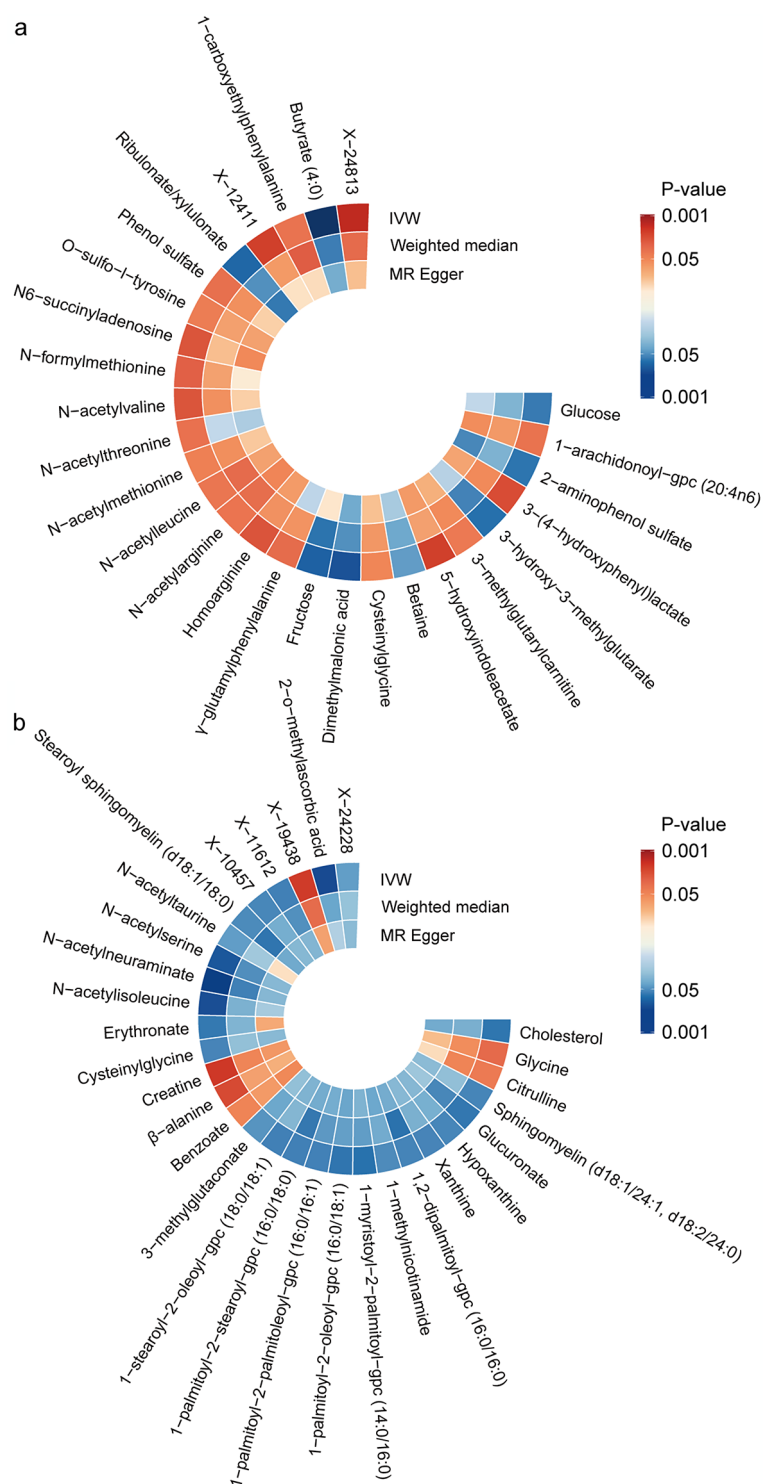 a
1−carboxyethylphenylalanine
Butyrate (4:0)
X−24813
X−12411
Ribulonate/xylulonate
Phenol sulfate
O−sulfo−l−tyrosine
N6−succinyladenosine
N−formylmethionine
N−acetylvaline
N−acetylthreonine
N−acetylmethionine
N−acetylleucine
N−acetylarginine
Homoarginine
γ−glutamylphenylalanine
Fructose
Dimethylmalonic acid
Cysteinylglycine
Betaine
5−hydroxyindoleacetate
3−methylglutarylcarnitine
3−hydroxy−3−methylglutarate
3−(4−hydroxyphenyl)lactate
2−aminophenol sulfate
1−arachidonoyl−gpc (20:4n6)
Glucose
IVW
Weighted median
MR Egger
P-value
0.001
0.05
0.05
0.001
b
Stearoyl sphingomyelin (d18:1/18:0)
X−10457
X−11612
X−19438
2−o−methylascorbic acid
X−24228
N−acetyltaurine
N−acetylserine
N−acetylneuraminate
N−acetylisoleucine
Erythronate
Cysteinylglycine
Creatine
β−alanine
Benzoate
3−methylglutaconate
1−stearoyl−2−oleoyl−gpc (18:0/18:1)
1−palmitoyl−2−stearoyl−gpc (16:0/18:0)
1−palmitoyl−2−palmitoleoyl−gpc (16:0/16:1)
1−palmitoyl−2−oleoyl−gpc (16:0/18:1)
1−myristoyl−2−palmitoyl−gpc (14:0/16:0)
1−methylnicotinamide
1,2−dipalmitoyl−gpc (16:0/16:0)
Xanthine
Hypoxanthine
Glucuronate
Sphingomyelin (d18:1/24:1, d18:2/24:0)
Citrulline
Glycine
Cholesterol
IVW
Weighted median
MR Egger
P-value
0.001
0.05
0.05
0.001